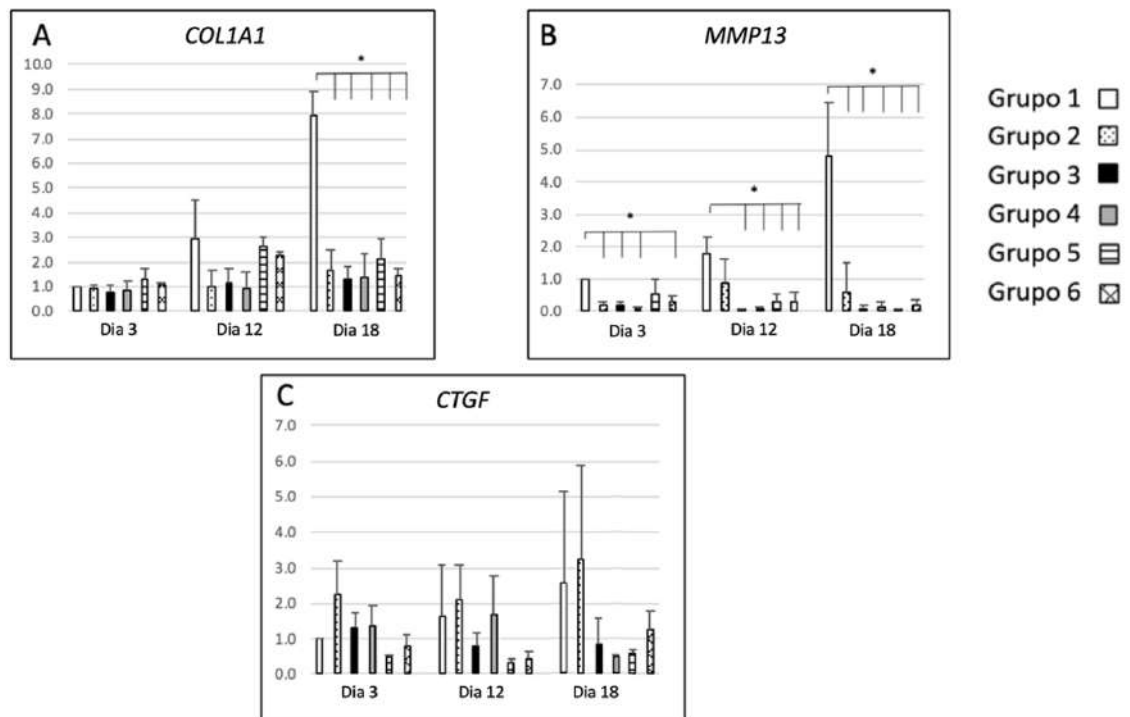 A
COL1A1
*
10.0
9.0
8.0
7.0
6.0
5.0
4.0
3.0
2.0
1.0
0.0
Dia 3 Dia 12 Dia 18
B
MMP13
* * *
7.0
6.0
5.0
4.0
3.0
2.0
1.0
0.0
Dia 3 Dia 12 Dia 18
Grupo 1
Grupo 2
Grupo 3
Grupo 4
Grupo 5
Grupo 6
C
CTGF
7.0
6.0
5.0
4.0
3.0
2.0
1.0
0.0
Dia 3 Dia 12 Dia 18